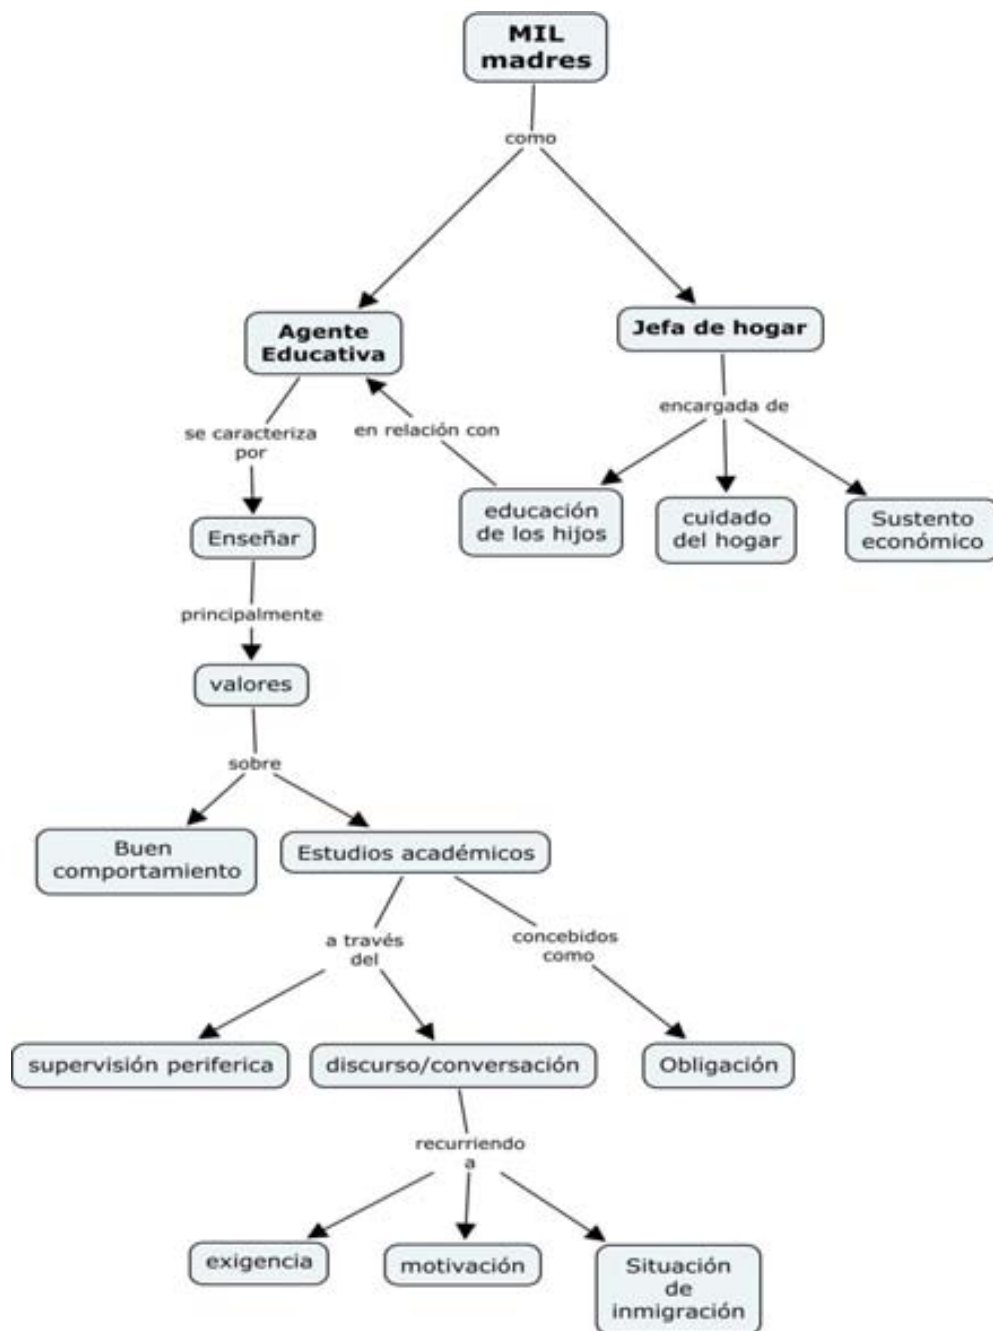 MIL
madres
como
Agente
Educativa
Jefa de hogar
se caracteriza
por
en relación con
encargada de
Enseñar
educación
de los hijos
cuidado
del hogar
Sustento
económico
principalmente
valores
sobre
Buen
comportamiento
Estudios académicos
a través
del
concebidos
como
supervisión periferica
discurso/conversación
Obligación
recurriendo
a
exigencia
motivación
Situación
de
inmigración